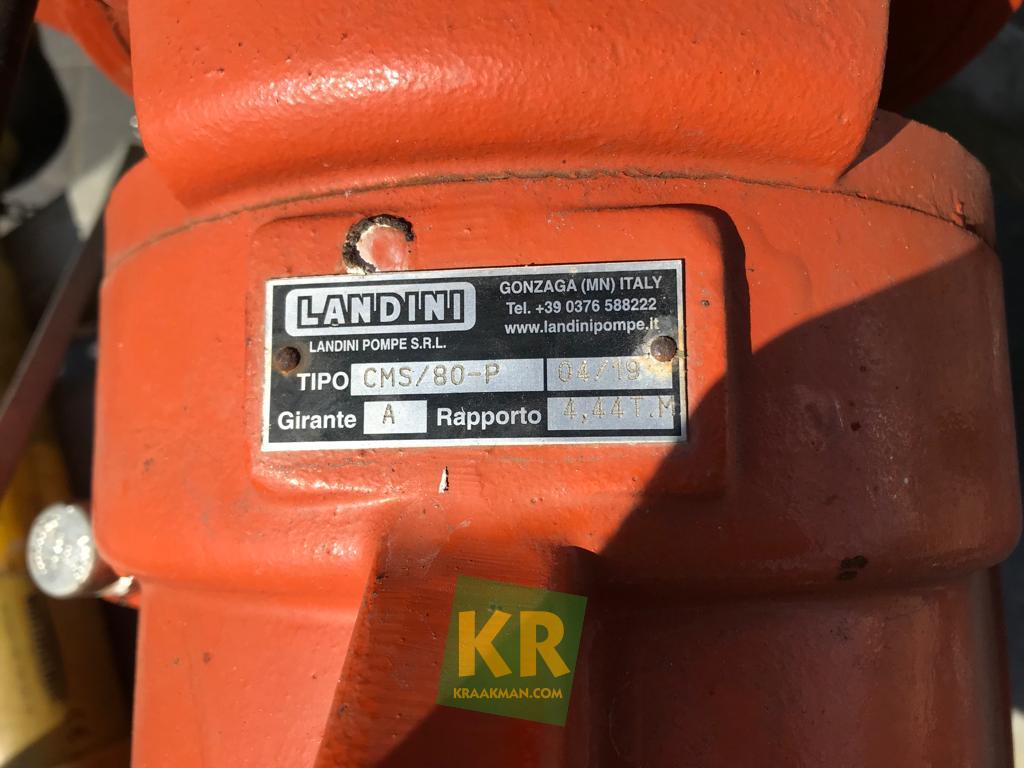 LANDINI
LANDINI POMPE S.R.L.
GONZAGA (MN) ITALY
Tel. +39 0376 588222
www.landinipompe.it
TIPO CMS/80-P 04/19
Girante A Rapporto 4,44T.M
KR
KRAAKMAN.COM